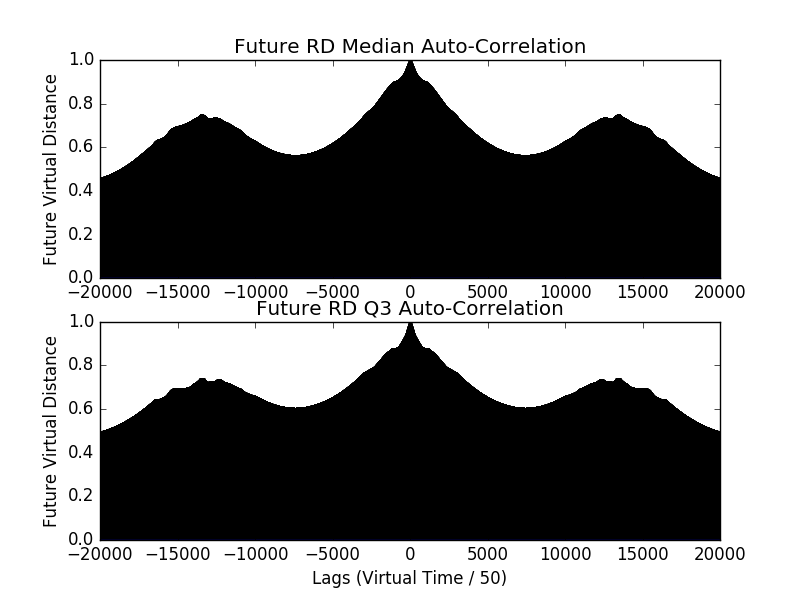 Future RD Median Auto-Correlation
1.0
0.8
0.6
0.4
0.2
0.0
Future Virtual Distance
−20000 −15000 −10000 −5000 0 5000 10000 15000 20000
Future RD Q3 Auto-Correlation
1.0
0.8
0.6
0.4
0.2
0.0
Future Virtual Distance
−20000 −15000 −10000 −5000 0 5000 10000 15000 20000
Lags (Virtual Time / 50)